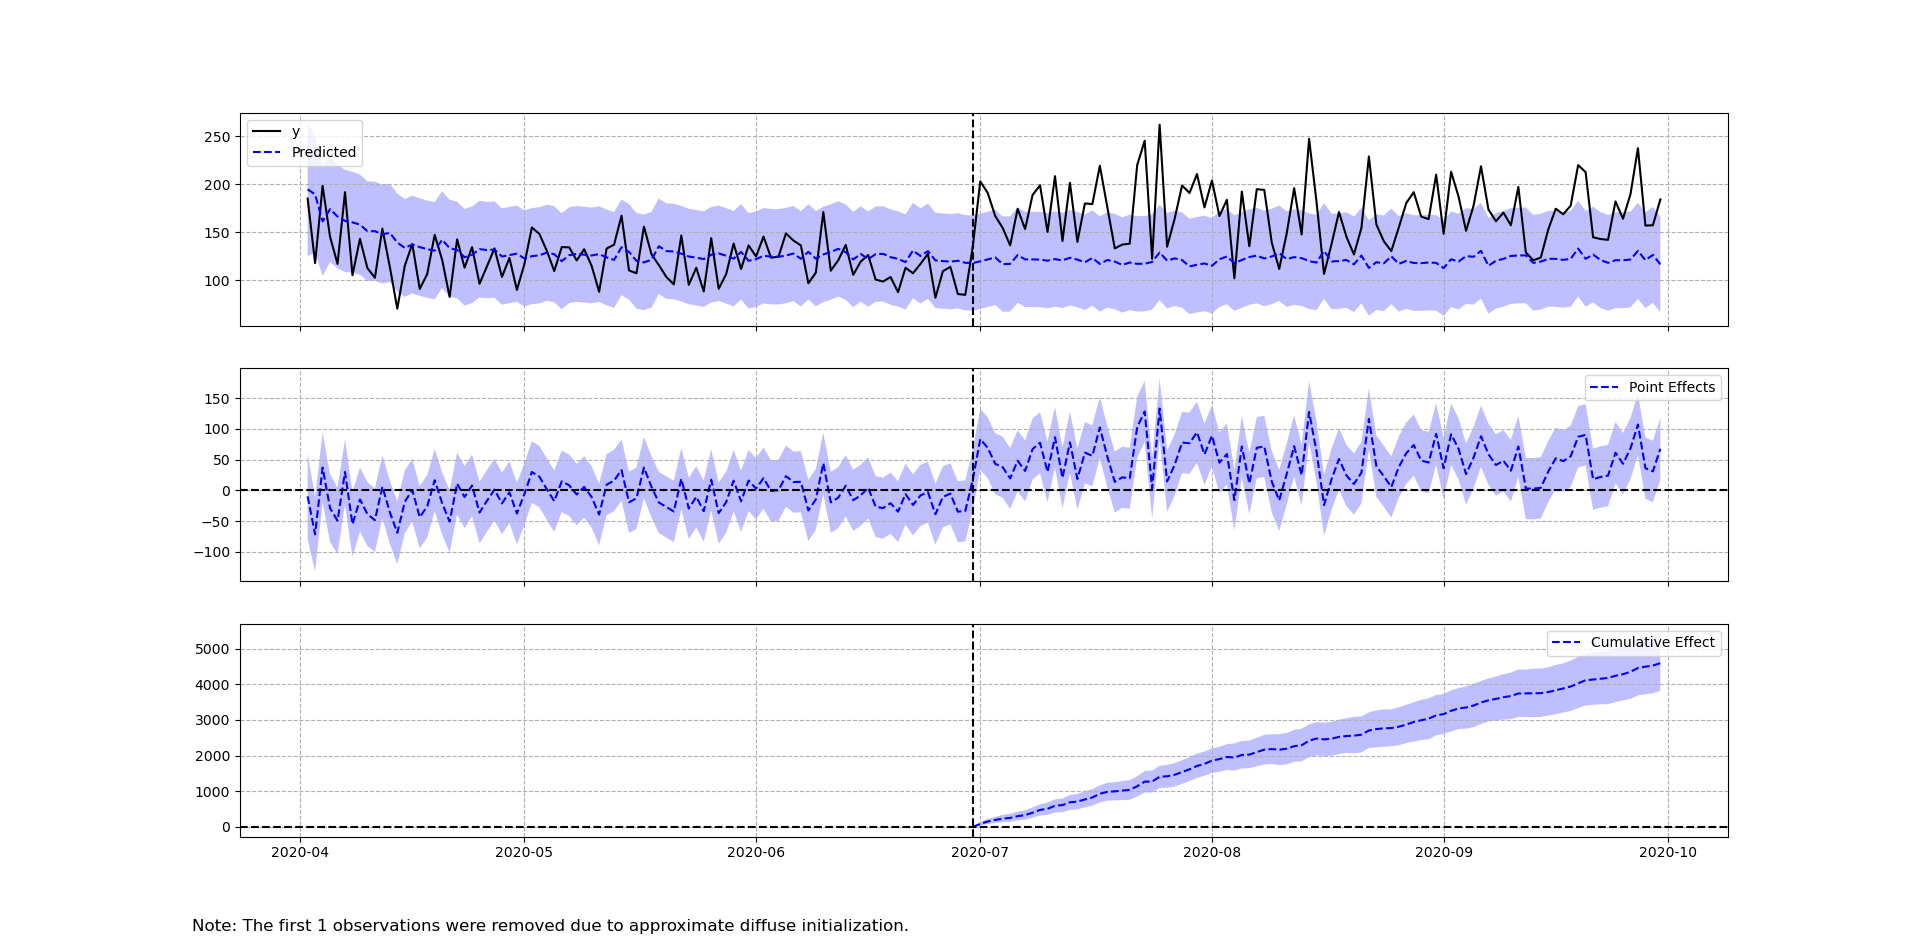 250
200
150
100
y
Predicted
150
100
50
0
−50
−100
Point Effects
5000
4000
3000
2000
1000
0
Cumulative Effect
2020-04 2020-05 2020-06 2020-07 2020-08 2020-09 2020-10
Note: The first 1 observations were removed due to approximate diffuse initialization.